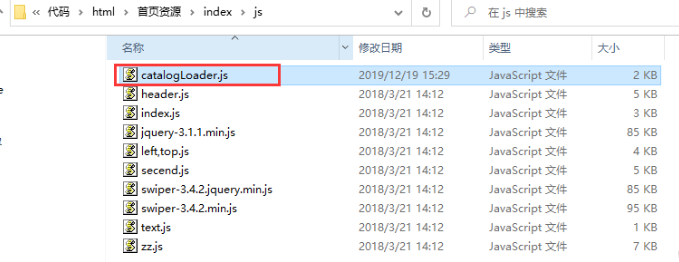 « 代码 › html › 首页资源 › index › js
在 js 中搜索
名称 修改日期 类型 大小
catalogLoader.js 2019/12/19 15:29 JavaScript 文件 2 KB
header.js 2018/3/21 14:12 JavaScript 文件 5 KB
index.js 2018/3/21 14:12 JavaScript 文件 3 KB
jquery-3.1.1.min.js 2018/3/21 14:12 JavaScript 文件 85 KB
left,top.js 2018/3/21 14:12 JavaScript 文件 4 KB
secend.js 2018/3/21 14:12 JavaScript 文件 5 KB
swiper-3.4.2.jquery.min.js 2018/3/21 14:12 JavaScript 文件 85 KB
swiper-3.4.2.min.js 2018/3/21 14:12 JavaScript 文件 95 KB
text.js 2018/3/21 14:12 JavaScript 文件 1 KB
zz.js 2018/3/21 14:12 JavaScript 文件 7 KB